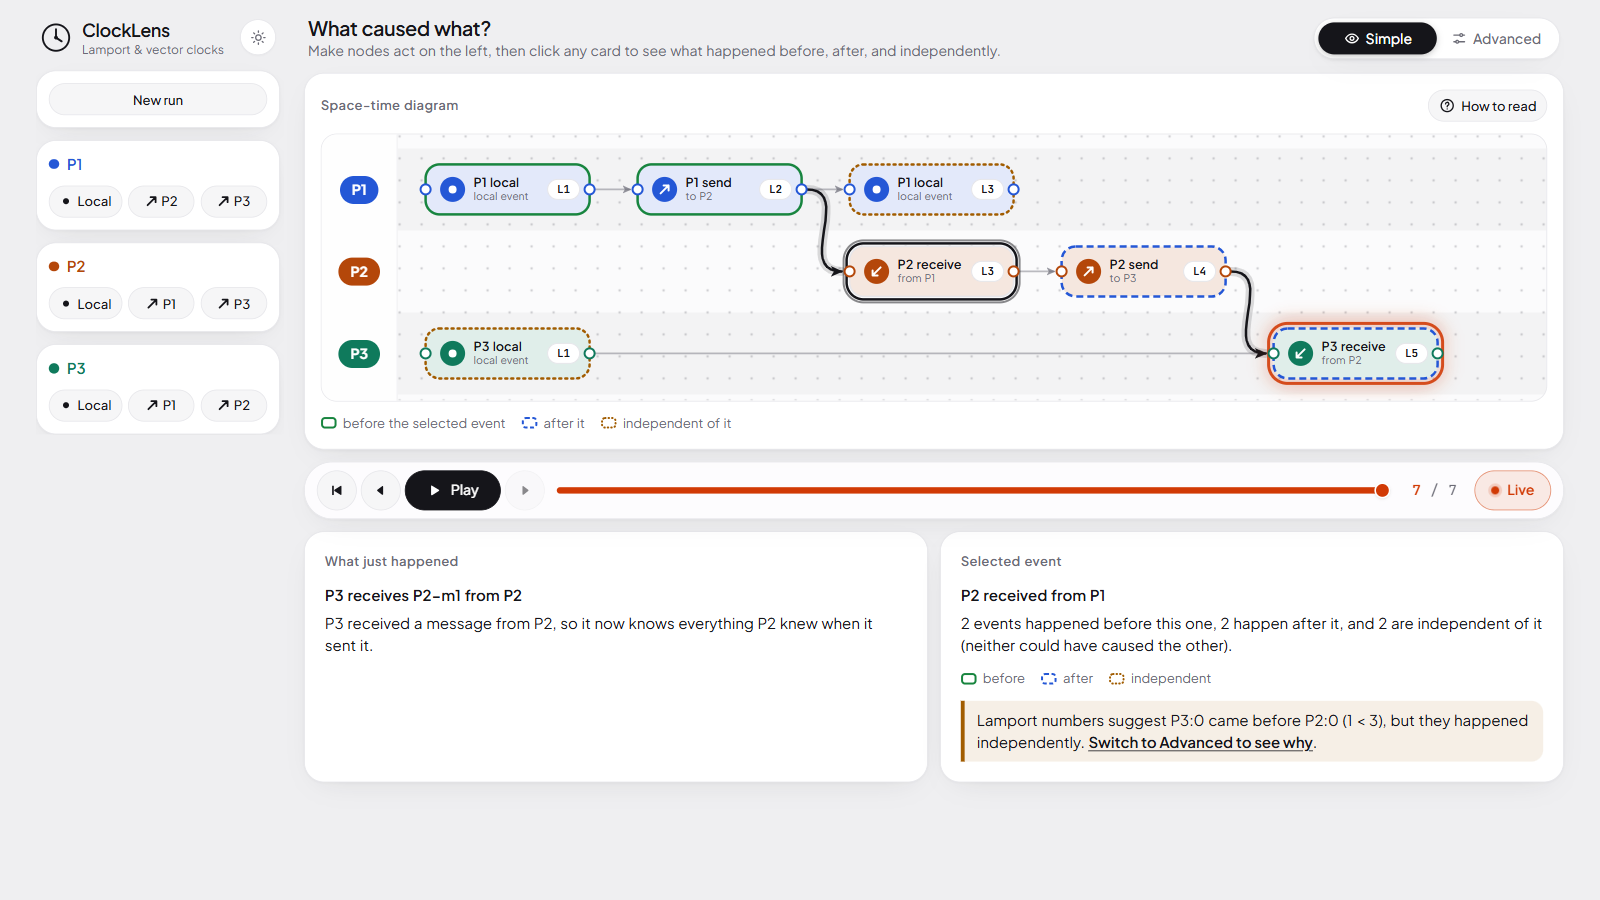 ClockLens
Lamport & vector clocks
New run
P1
Local
P2
P3
P2
Local
P1
P3
P3
Local
P1
P2
What caused what?
Make nodes act on the left, then click any card to see what happened before, after, and independently.
Simple
Advanced
Space-time diagram
How to read
P1
P1 local
local event
L1
P1 send
to P2
L2
P1 local
local event
L3
P2
P2 receive
from P1
L3
P2 send
to P3
L4
P3
P3 local
local event
L1
P3 receive
from P2
L5
before the selected event
after it
independent of it
Play
7 / 7
Live
What just happened
P3 receives P2-m1 from P2
P3 received a message from P2, so it now knows everything P2 knew when it
sent it.
Selected event
P2 received from P1
2 events happened before this one, 2 happen after it, and 2 are independent of it
(neither could have caused the other).
before
after
independent
Lamport numbers suggest P3:0 came before P2:0 (1 < 3), but they happened
independently. Switch to Advanced to see why.